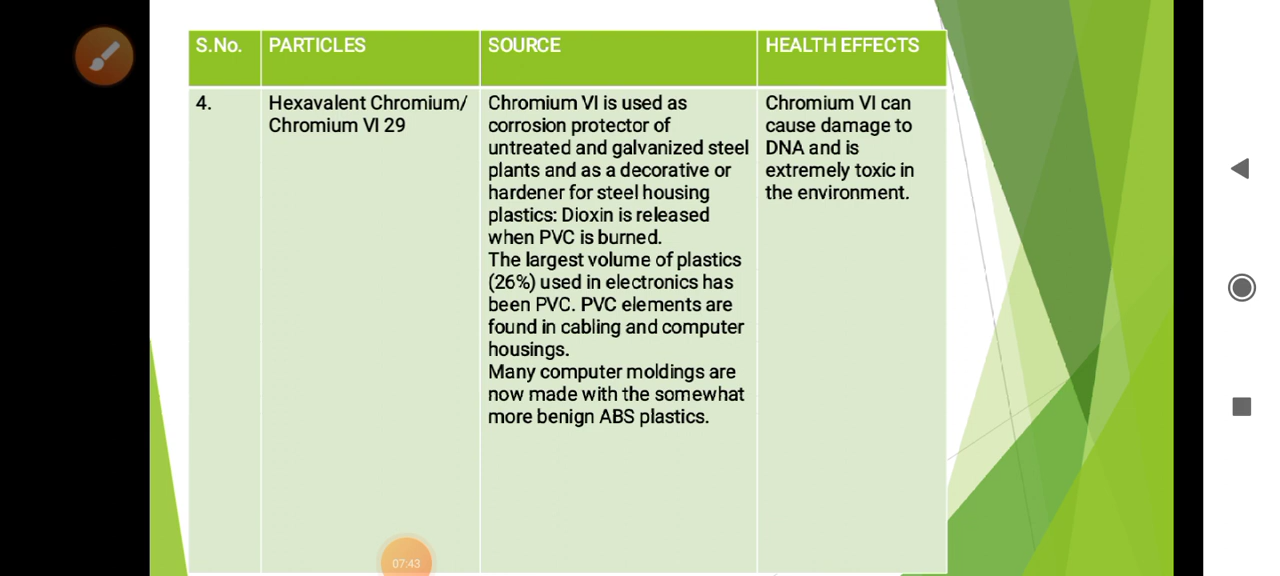 S.No.
PARTICLES
SOURCE
HEALTH EFFECTS
4.
Hexavalent Chromium/
Chromium VI 29
Chromium VI is used as
corrosion protector of
untreated and galvanized steel
plants and as a decorative or
hardener for steel housing
plastics: Dioxin is released
when PVC is burned.
The largest volume of plastics
(26%) used in electronics has
been PVC. PVC elements are
found in cabling and computer
housings.
Many computer moldings are
now made with the somewhat
more benign ABS plastics.
Chromium VI can
cause damage to
DNA and is
extremely toxic in
the environment.
07:43